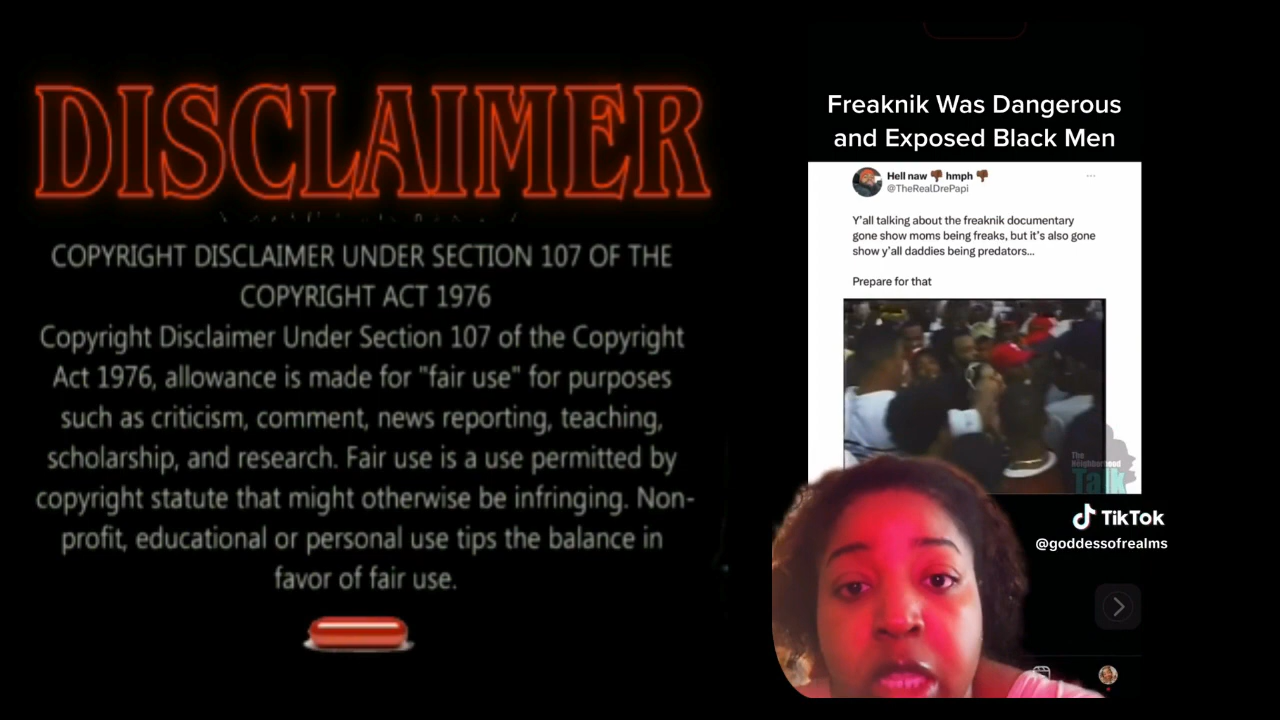 DISCLAIMER
COPYRIGHT DISCLAIMER UNDER SECTION 107 OF THE
COPYRIGHT ACT 1976
Copyright Disclaimer Under Section 107 of the Copyright
Act 1976, allowance is made for "fair use" for purposes
such as criticism, comment, news reporting, teaching,
scholarship, and research. Fair use is a use permitted by
copyright statute that might otherwise be infringing. Non-
profit, educational or personal use tips the balance in
favor of fair use.
Freaknik Was Dangerous
and Exposed Black Men
Hell naw 👎🏾 hmph 👎🏾
@TheRealDrePapi
Y'all talking about the freaknik documentary
gone show moms being freaks, but it's also gone
show y'all daddies being predators...
Prepare for that
The
Neighborhood
Talk
TikTok
@goddessofrealms